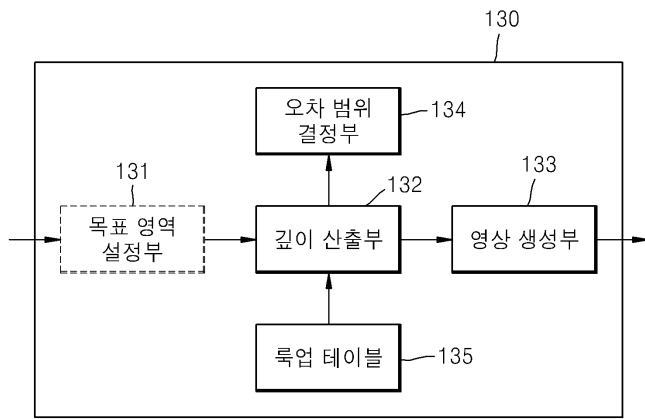 130
오차 범위
결정부
134
131
132
133
목표 영역
설정부
깊이 산출부
영상 생성부
룩업 테이블
135